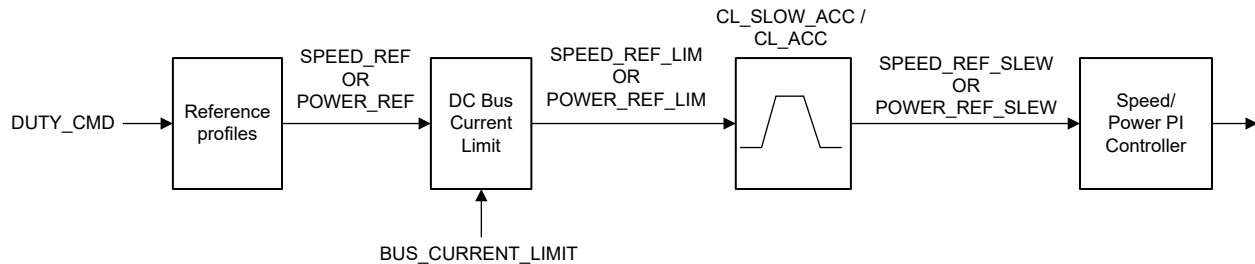 DUTY_CMD
Reference
profiles
SPEED_REF
OR
POWER_REF
DC Bus
Current
Limit
BUS_CURRENT_LIMIT
SPEED_REF_LIM
OR
POWER_REF_LIM
CL_SLOW_ACC /
CL_ACC
SPEED_REF_SLEW
OR
POWER_REF_SLEW
Speed/
Power PI
Controller